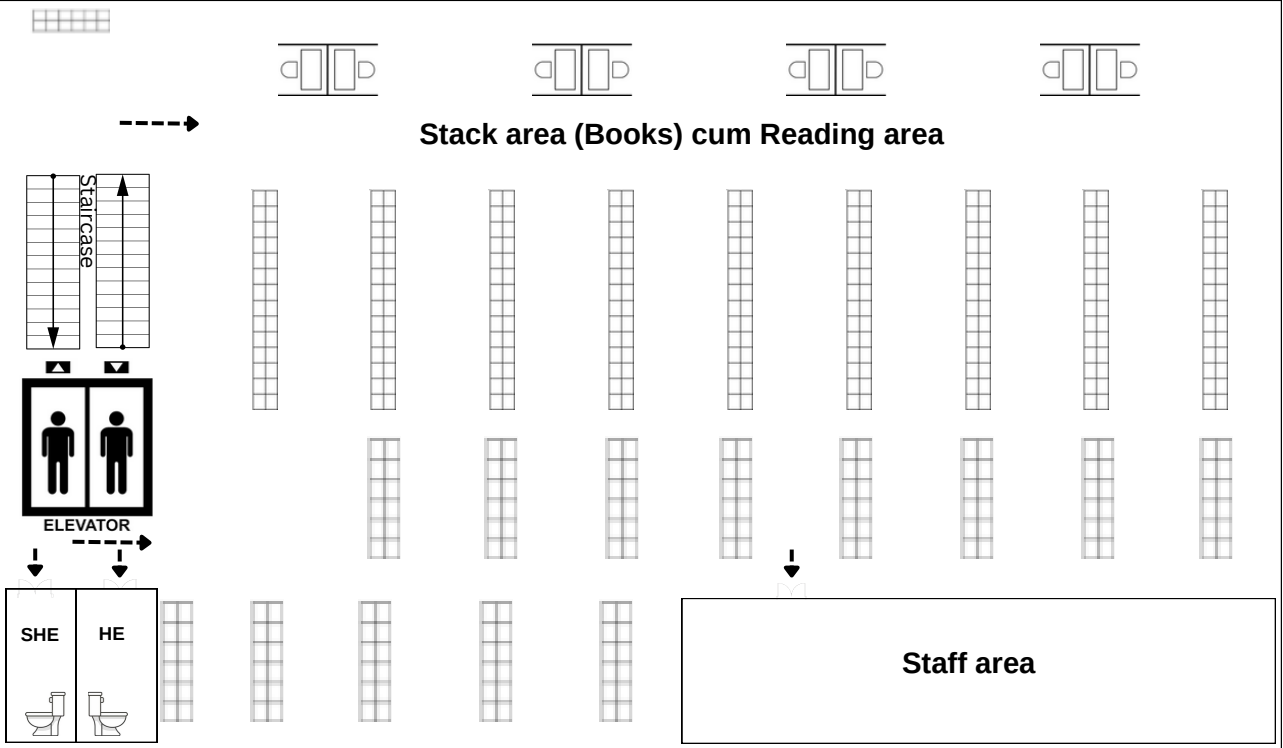 Stack area (Books) cum Reading area
Staircase
ELEVATOR
SHE
HE
Staff area